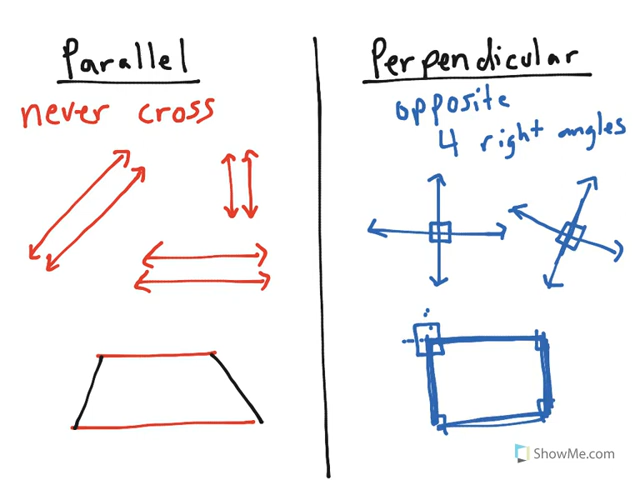 Parallel
never cross
Perpendicular
opposite
4 right angles
ShowMe.com